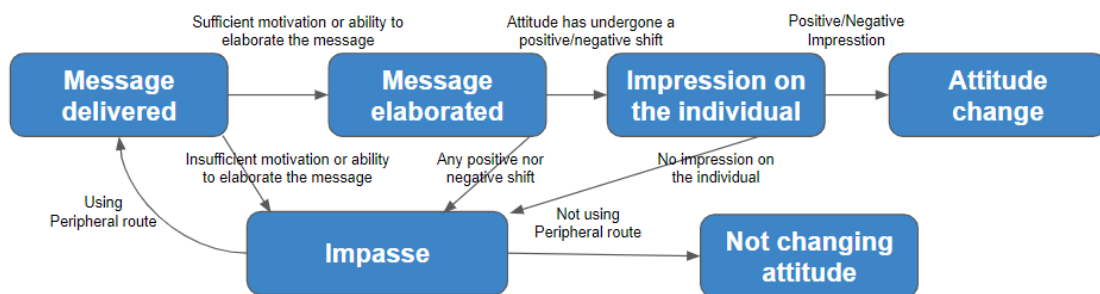 Sufficient motivation or ability to
elaborate the message
Attitude has undergone a
positive/negative shift
Positive/Negative
Impresstion
Message
delivered
Message
elaborated
Impression on
the individual
Attitude
change
Insufficient motivation or ability
to elaborate the message
Any positive nor
negative shift
No impression on
the individual
Using
Peripheral route
Not using
Peripheral route
Impasse
Not changing
attitude